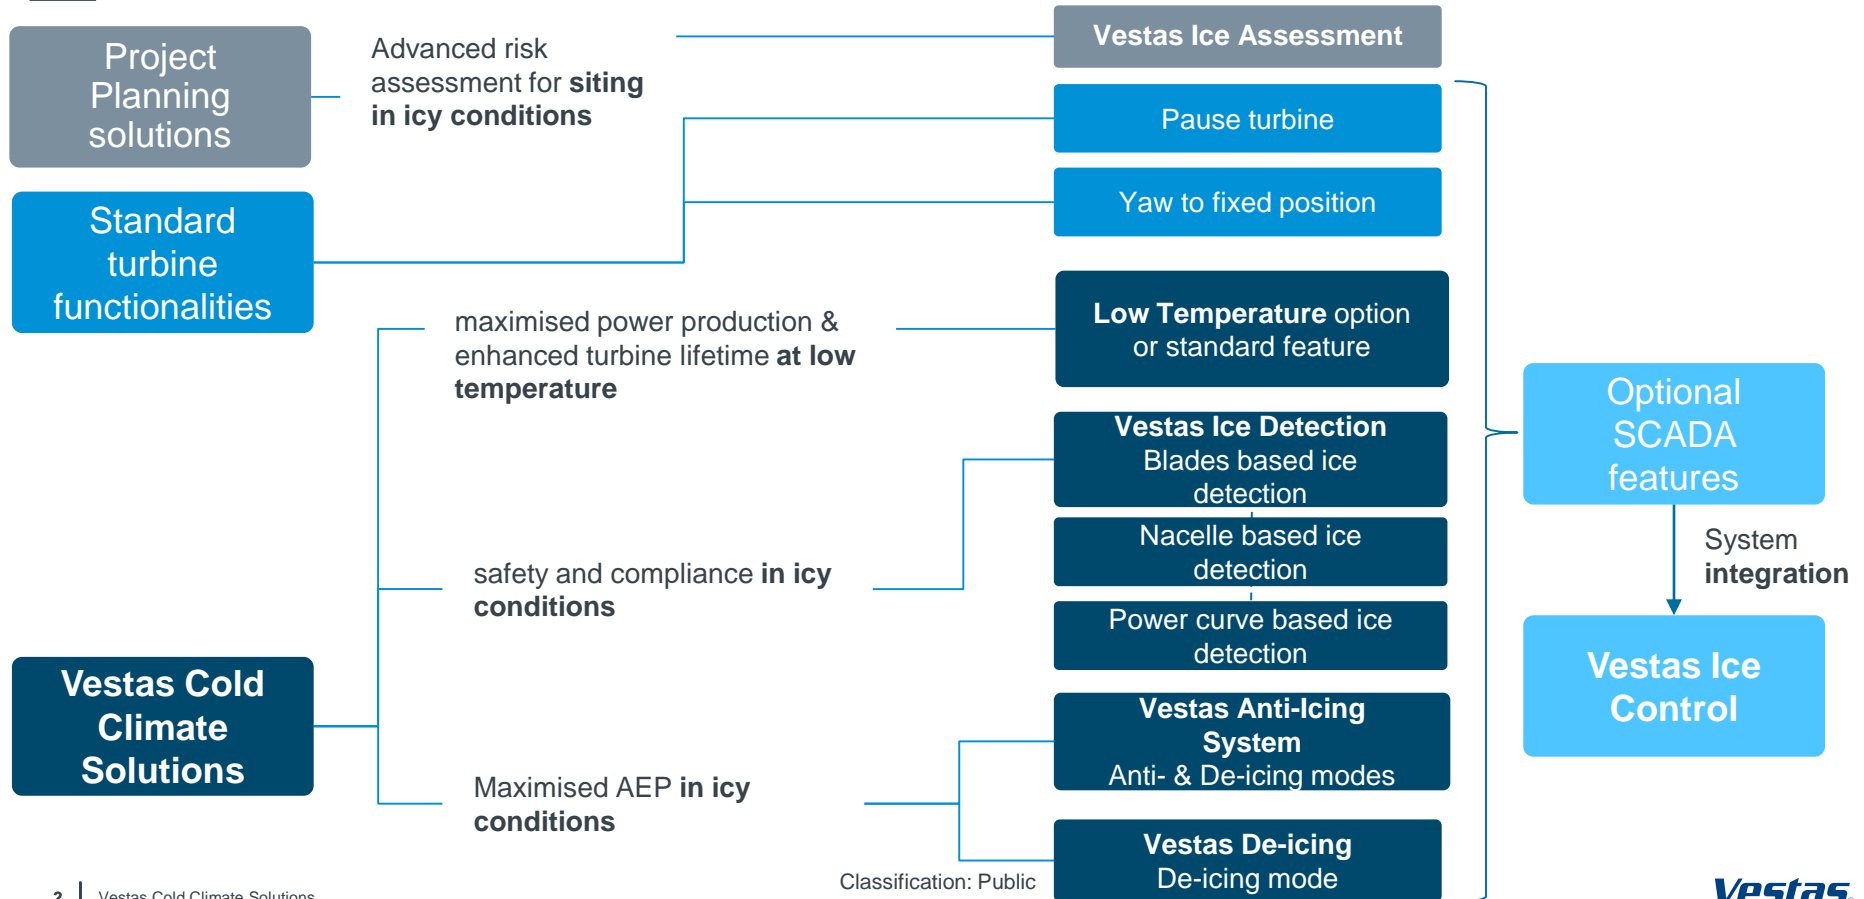 Project
Planning
solutions
Advanced risk
assessment for siting
in icy conditions
Vestas Ice Assessment
Pause turbine
Yaw to fixed position
Standard
turbine
functionalities
maximised power production &
enhanced turbine lifetime at low
temperature
Low Temperature option
or standard feature
Vestas Ice Detection
Blades based ice
detection
Nacelle based ice
detection
Power curve based ice
detection
safety and compliance in icy
conditions
Vestas Cold
Climate
Solutions
Maximised AEP in icy
conditions
Vestas Anti-Icing
System
Anti- & De-icing modes
Vestas De-icing
De-icing mode
Optional
SCADA
features
System
integration
Vestas Ice
Control
2
Vestas Cold Climate Solutions
Classification: Public
Vestas®